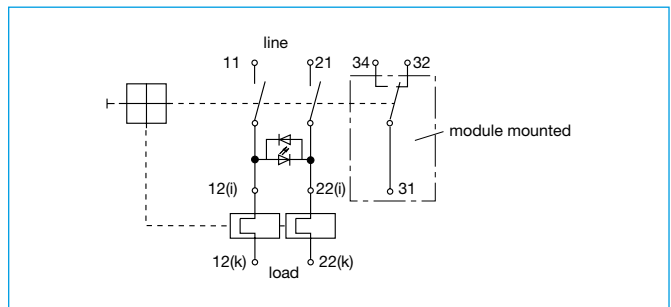 line
11 21 34 32
module mounted
12(i) 22(i) 31
12(k) 22(k)
load